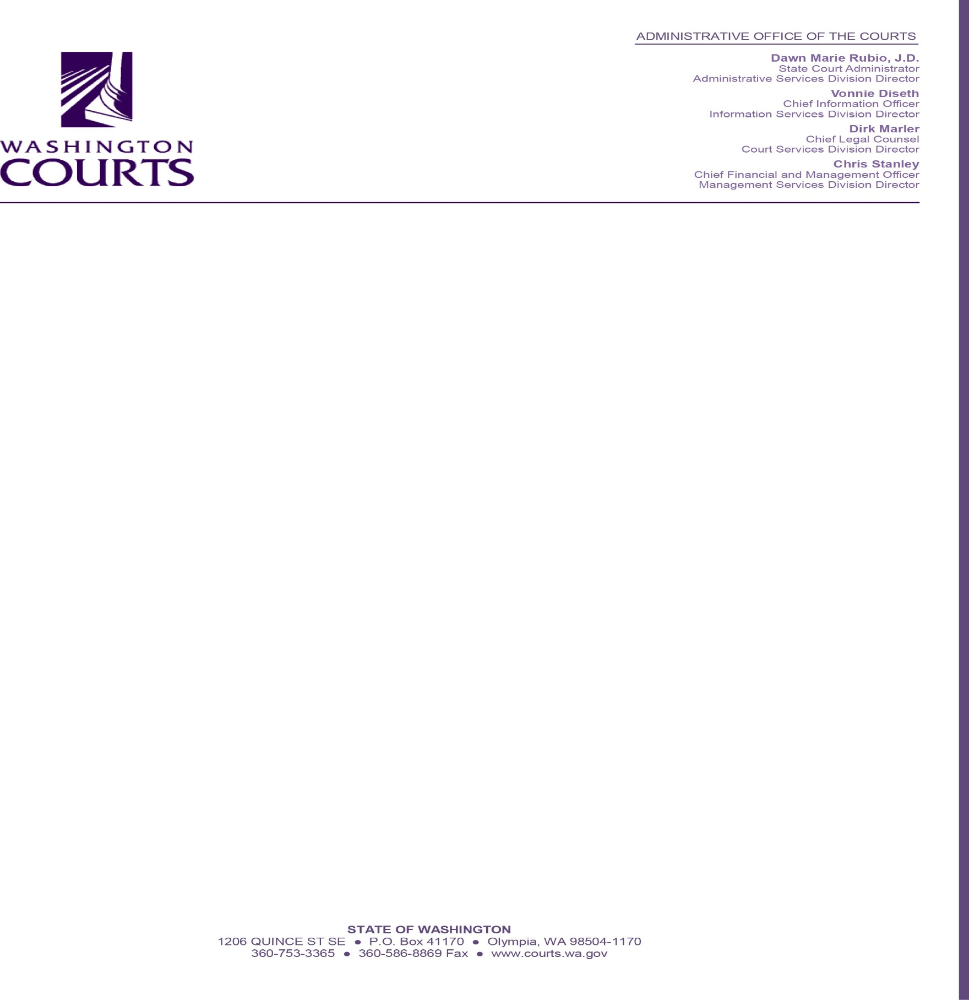 WASHINGTON
COURTS
ADMINISTRATIVE OFFICE OF THE COURTS
Dawn Marie Rubio, J.D.
State Court Administrator
Administrative Services Division Director
Vonnie Diseth
Chief Information Officer
Information Services Division Director
Dirk Marler
Chief Legal Counsel
Court Services Division Director
Chris Stanley
Chief Financial and Management Officer
Management Services Division Director
STATE OF WASHINGTON
1206 QUINCE ST SE ● P.O. Box 41170 ● Olympia, WA 98504-1170
360-753-3365 ● 360-586-8869 Fax ● www.courts.wa.gov